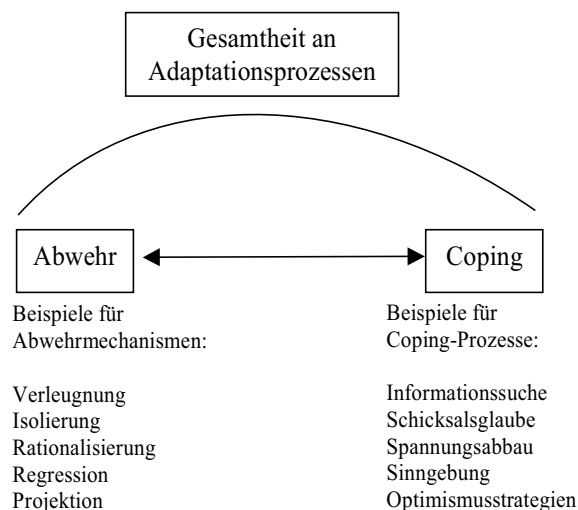 Gesamtheit an
Adaptationsprozessen
Abwehr
Coping
Beispiele für
Abwehrmechanismen:
Verleugnung
Isolierung
Rationalisierung
Regression
Projektion
Beispiele für
Coping-Prozesse:
Informationssuche
Schicksalsglaube
Spannungsabbau
Sinngebung
Optimismusstrategien